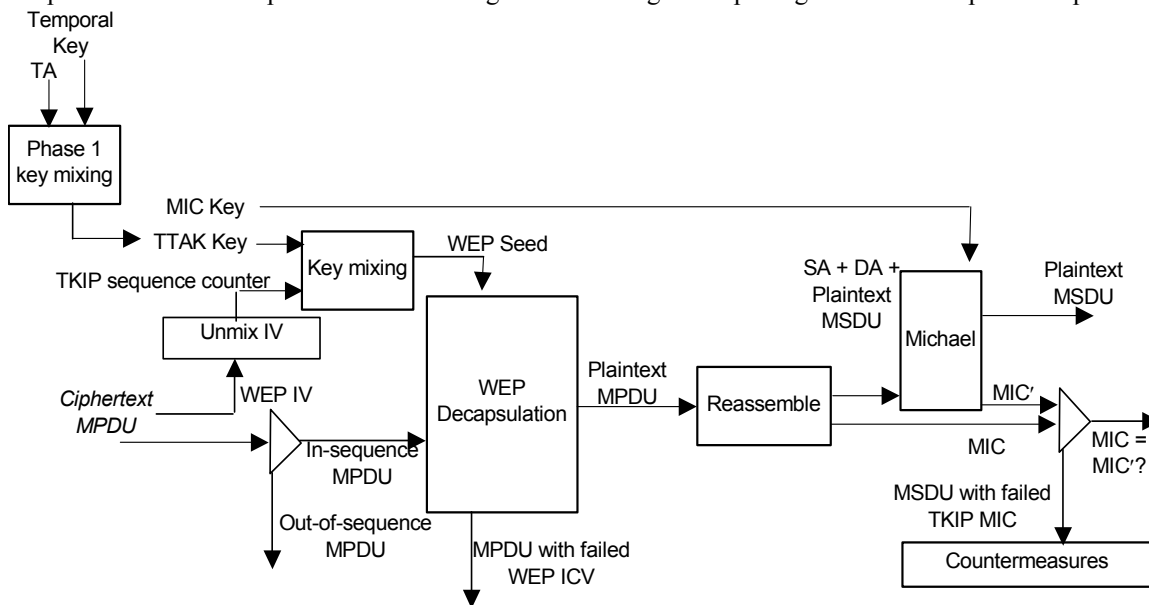 Temporal
Key
TA
Phase 1
key mixing
MIC Key
TTAK Key
WEP Seed
Key mixing
TKIP sequence counter
SA + DA +
Plaintext
MSDU
Plaintext
MSDU
Michael
Unmix IV
WEP IV
Ciphertext
MPDU
WEP
Decapsulation
Plaintext
MPDU
Reassemble
MIC′
MIC
MIC =
MIC′?
In-sequence
MPDU
Out-of-sequence
MPDU
MPDU with failed
WEP ICV
MSDU with failed
TKIP MIC
Countermeasures